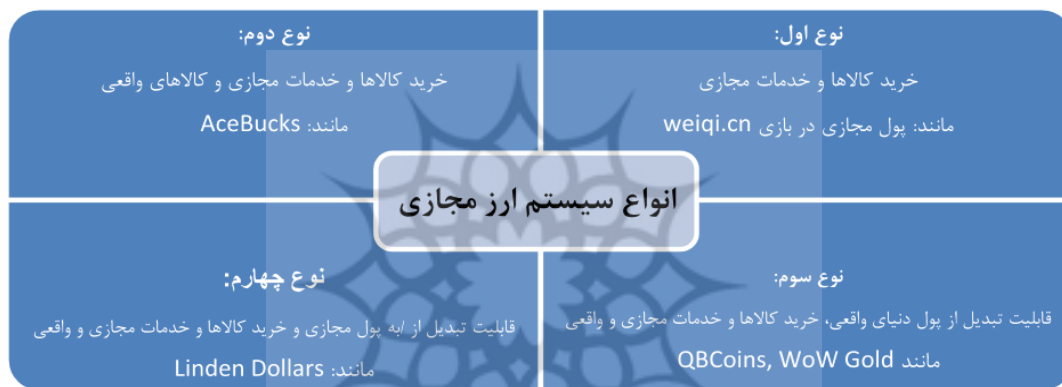 نوع اول:
خرید کالاها و خدمات مجازی
مانند: پول مجازی در بازی weiqi.cn
نوع دوم:
خرید کالاها و خدمات مجازی و کالاهای واقعی
مانند: AceBucks
انواع سیستم ارز مجازی
نوع سوم:
قابلیت تبدیل از پول دنیای واقعی، خرید کالاها و خدمات مجازی و واقعی
مانند QBCoins, WoW Gold
نوع چهارم:
قابلیت تبدیل از /به پول مجازی و خرید کالاها و خدمات مجازی و واقعی
مانند: Linden Dollars